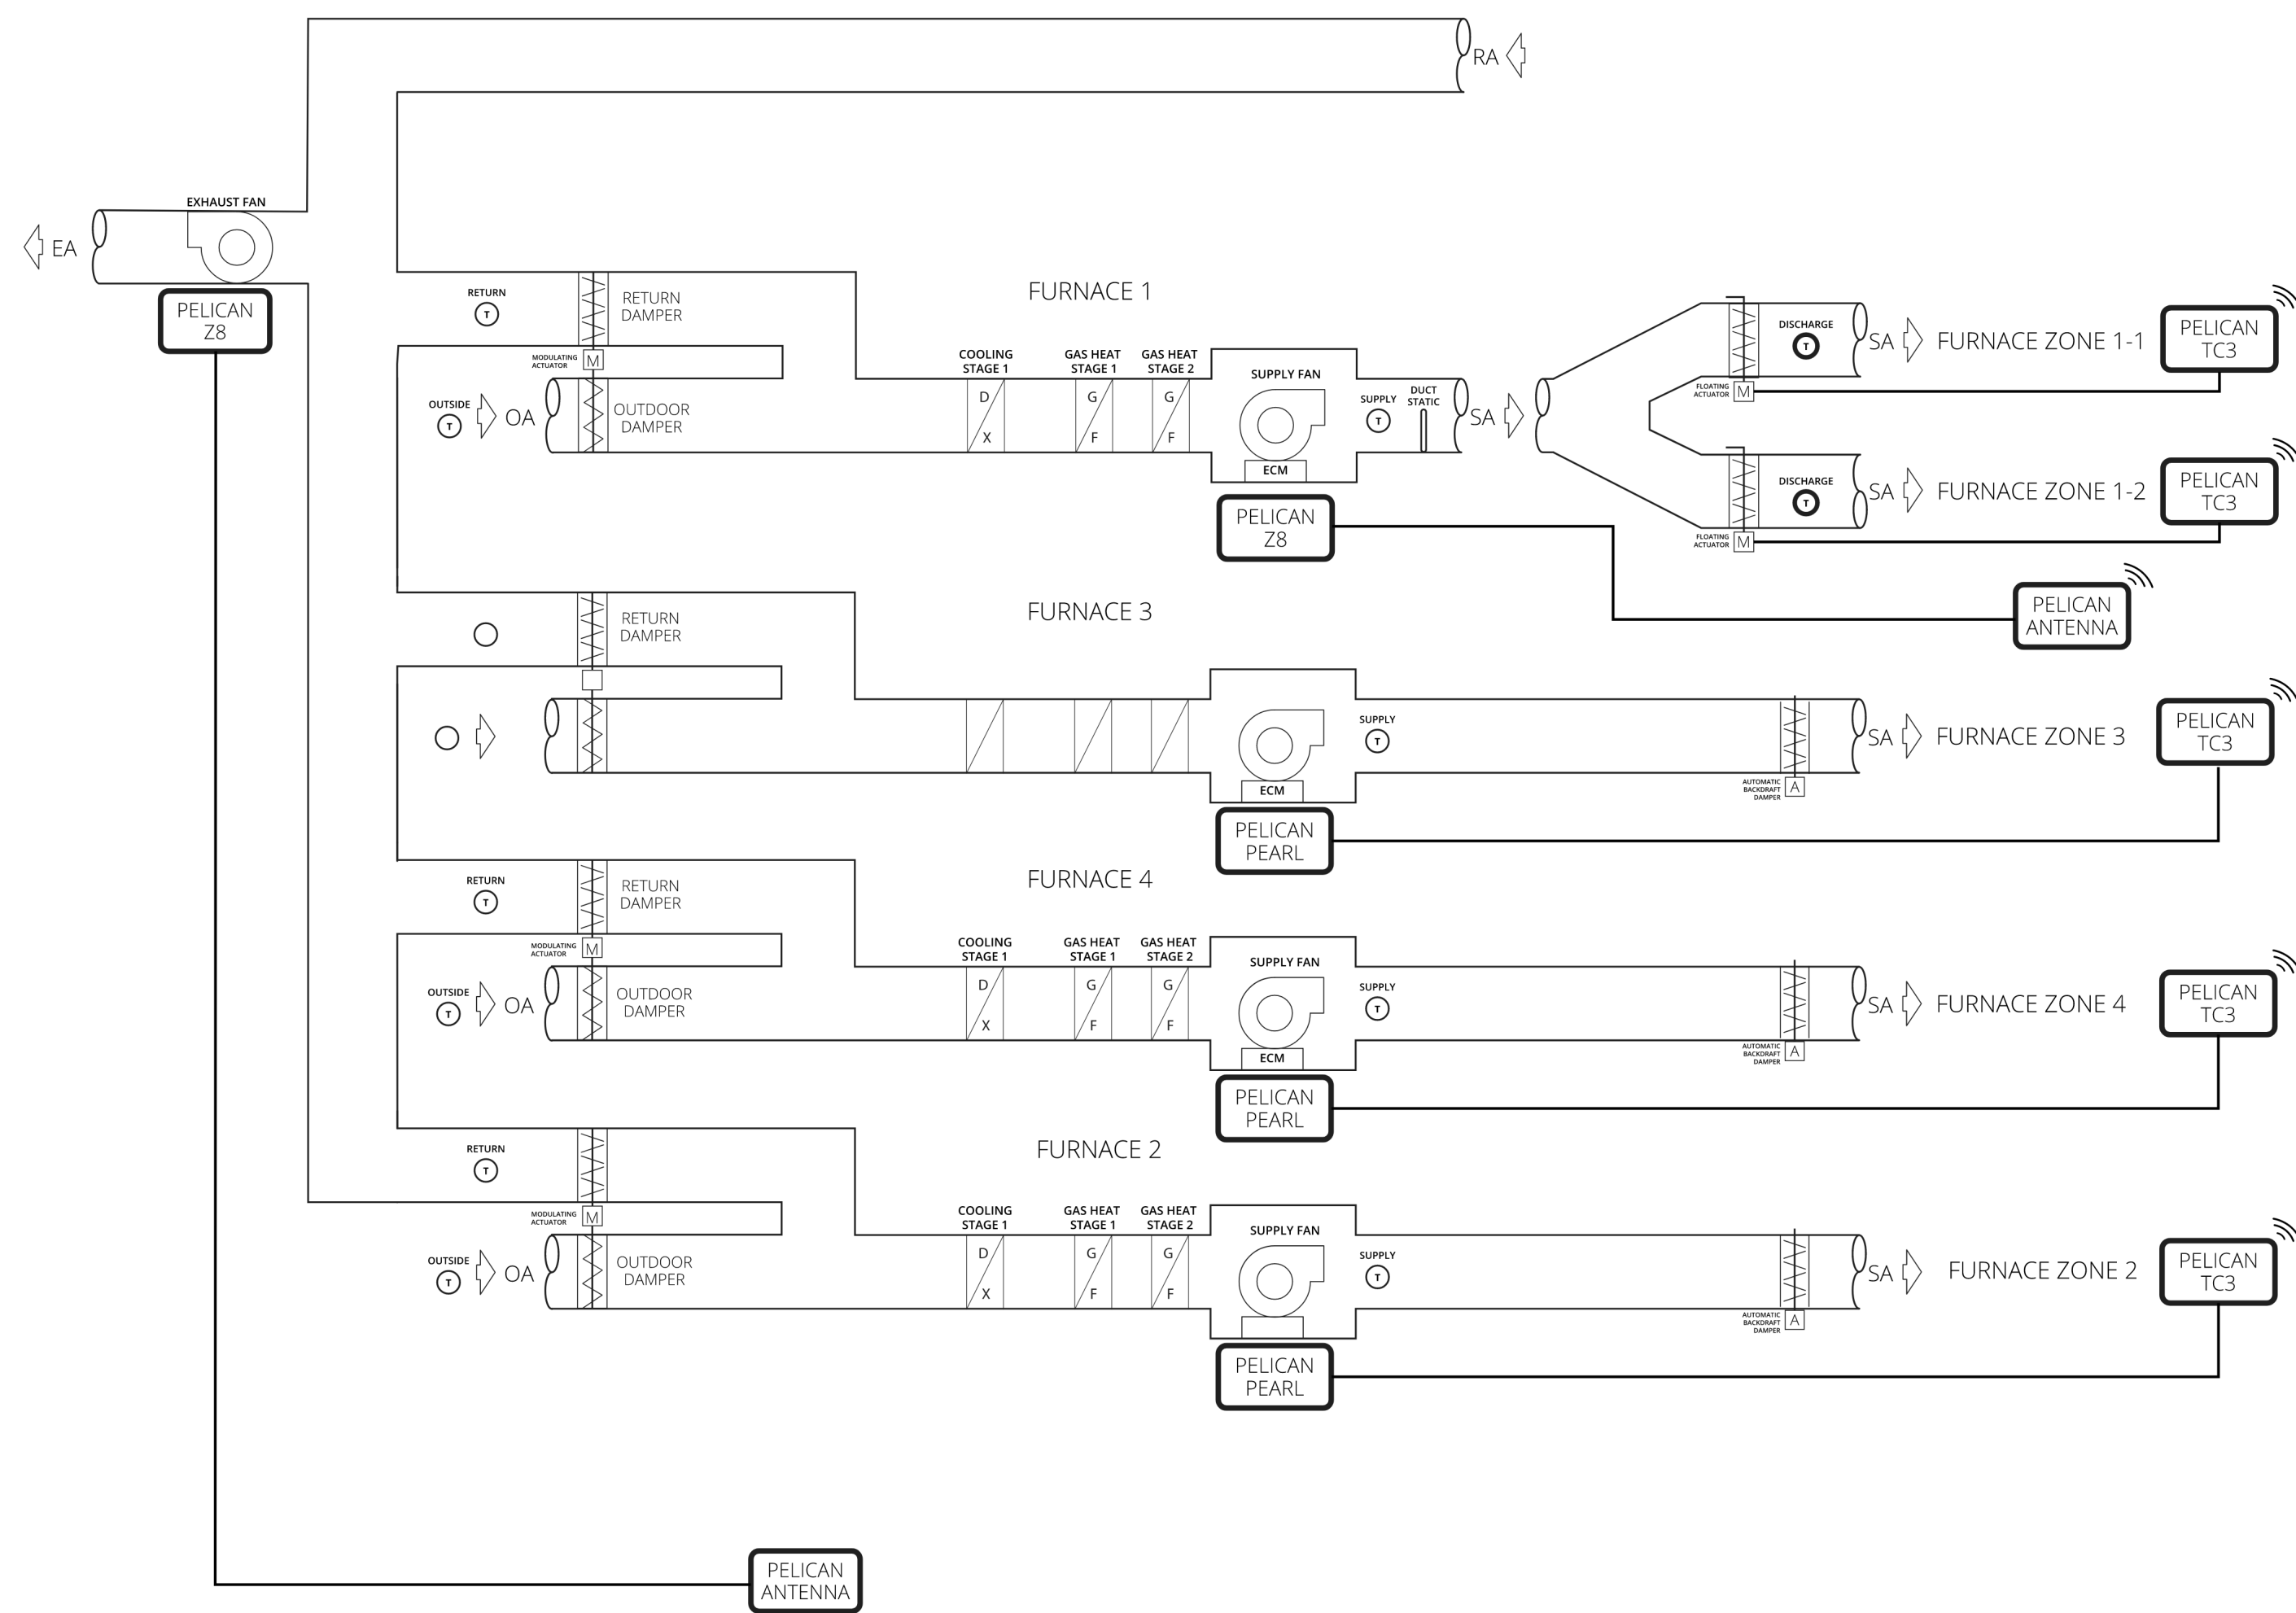 RA
EXHAUST FAN
EA
PELICAN
Z8
FURNACE 1
RETURN
T
RETURN
DAMPER
MODULATING
ACTUATOR
M
OUTSIDE
T
OA
OUTDOOR
DAMPER
COOLING
STAGE 1
D
X
GAS HEAT
STAGE 1
G
F
GAS HEAT
STAGE 2
G
F
SUPPLY FAN
ECM
SUPPLY
T
DUCT
STATIC
SA
PELICAN
Z8
DISCHARGE
T
FLOATING
ACTUATOR
M
SA
FURNACE ZONE 1-1
PELICAN
TC3
DISCHARGE
T
FLOATING
ACTUATOR
M
SA
FURNACE ZONE 1-2
PELICAN
TC3
PELICAN
ANTENNA
FURNACE 3
RETURN
DAMPER
ECM
SUPPLY
T
AUTOMATIC
BACKDRAFT
DAMPER
A
SA
FURNACE ZONE 3
PELICAN
TC3
PELICAN
PEARL
FURNACE 4
RETURN
T
RETURN
DAMPER
MODULATING
ACTUATOR
M
OUTSIDE
T
OA
OUTDOOR
DAMPER
COOLING
STAGE 1
D
X
GAS HEAT
STAGE 1
G
F
GAS HEAT
STAGE 2
G
F
SUPPLY FAN
ECM
SUPPLY
T
AUTOMATIC
BACKDRAFT
DAMPER
A
SA
FURNACE ZONE 4
PELICAN
TC3
PELICAN
PEARL
FURNACE 2
RETURN
T
MODULATING
ACTUATOR
M
OUTSIDE
T
OA
OUTDOOR
DAMPER
COOLING
STAGE 1
D
X
GAS HEAT
STAGE 1
G
F
GAS HEAT
STAGE 2
G
F
SUPPLY FAN
SUPPLY
T
AUTOMATIC
BACKDRAFT
DAMPER
A
SA
FURNACE ZONE 2
PELICAN
TC3
PELICAN
PEARL
PELICAN
ANTENNA